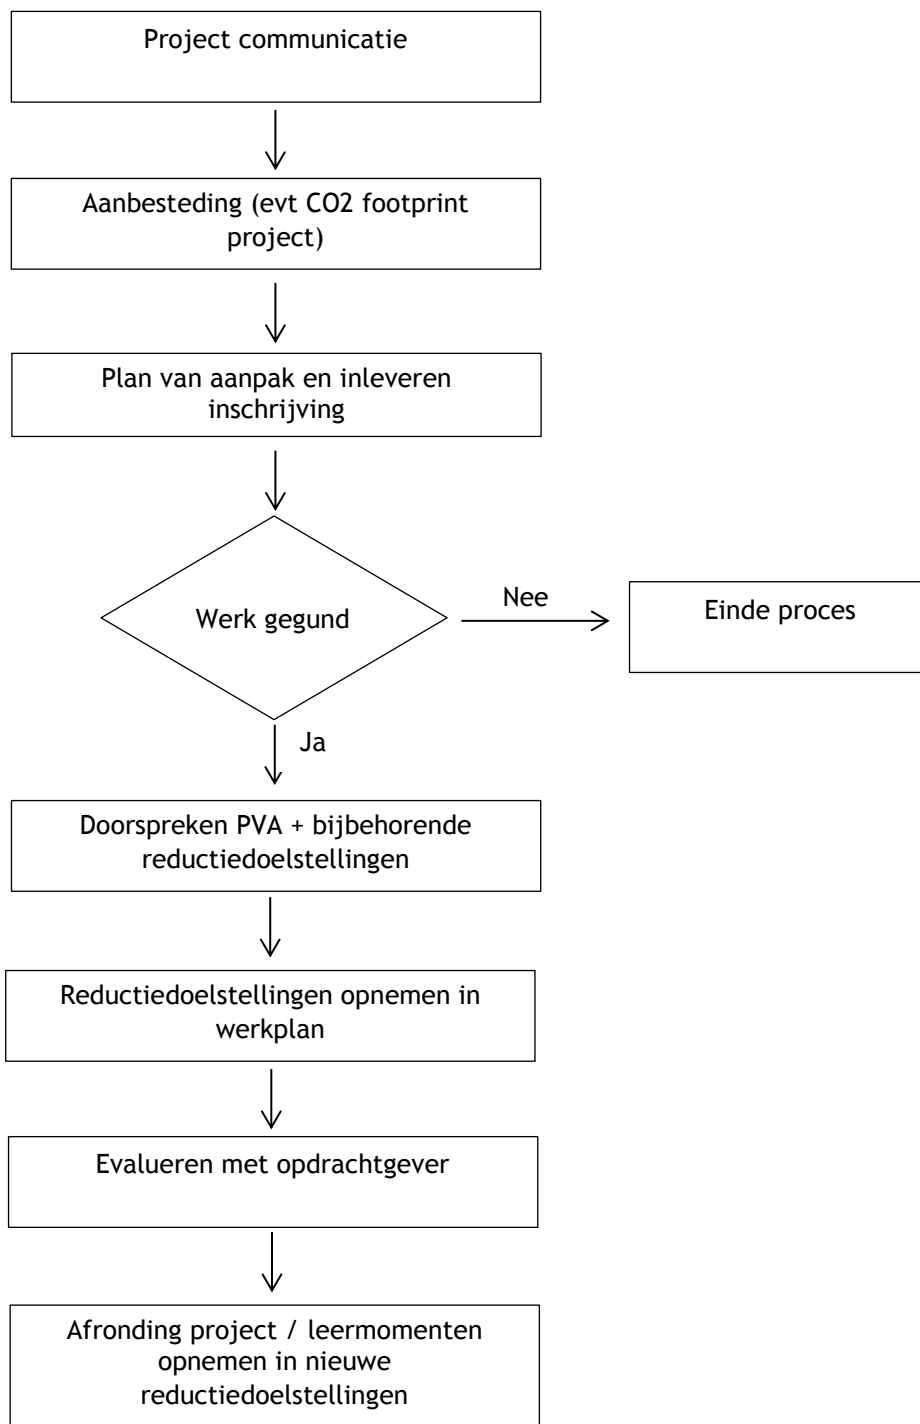 Project communicatie
Aanbesteding (evt CO2 footprint
project)
Plan van aanpak en inleveren
inschrijving
Werk gegund
Nee
Einde proces
Ja
Doorspreken PVA + bijbehorende
reductiedoelstellingen
Reductiedoelstellingen opnemen in
werkplan
Evalueren met opdrachtgever
Afronding project / leermomenten
opnemen in nieuwe
reductiedoelstellingen